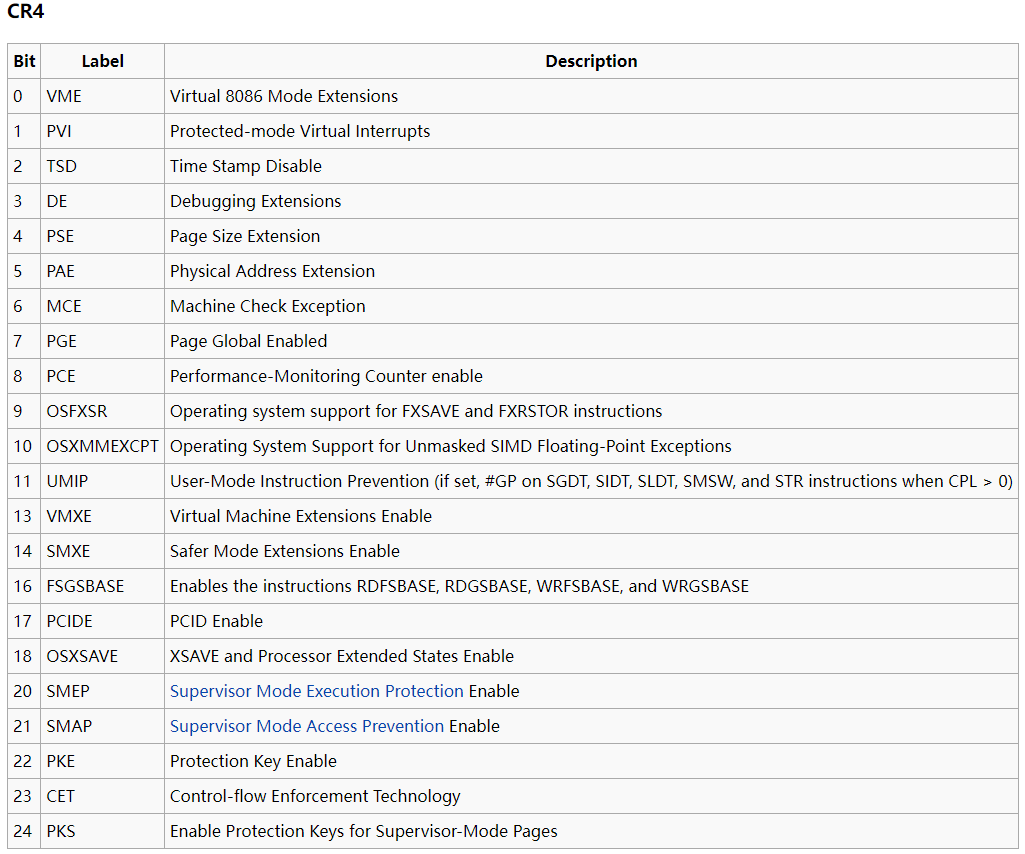 CR4
Bit Label Description
0 VME Virtual 8086 Mode Extensions
1 PVI Protected-mode Virtual Interrupts
2 TSD Time Stamp Disable
3 DE Debugging Extensions
4 PSE Page Size Extension
5 PAE Physical Address Extension
6 MCE Machine Check Exception
7 PGE Page Global Enabled
8 PCE Performance-Monitoring Counter enable
9 OSFXSR Operating system support for FXSAVE and FXRSTOR instructions
10 OSXMMEXCPT Operating System Support for Unmasked SIMD Floating-Point Exceptions
11 UMIP User-Mode Instruction Prevention (if set, #GP on SGDT, SIDT, SLDT, SMSW, and STR instructions when CPL > 0)
13 VMXE Virtual Machine Extensions Enable
14 SMXE Safer Mode Extensions Enable
16 FSGSBASE Enables the instructions RDFSBASE, RDGSBASE, WRFSBASE, and WRGSBASE
17 PCIDE PCID Enable
18 OSXSAVE XSAVE and Processor Extended States Enable
20 SMEP Supervisor Mode Execution Protection Enable
21 SMAP Supervisor Mode Access Prevention Enable
22 PKE Protection Key Enable
23 CET Control-flow Enforcement Technology
24 PKS Enable Protection Keys for Supervisor-Mode Pages